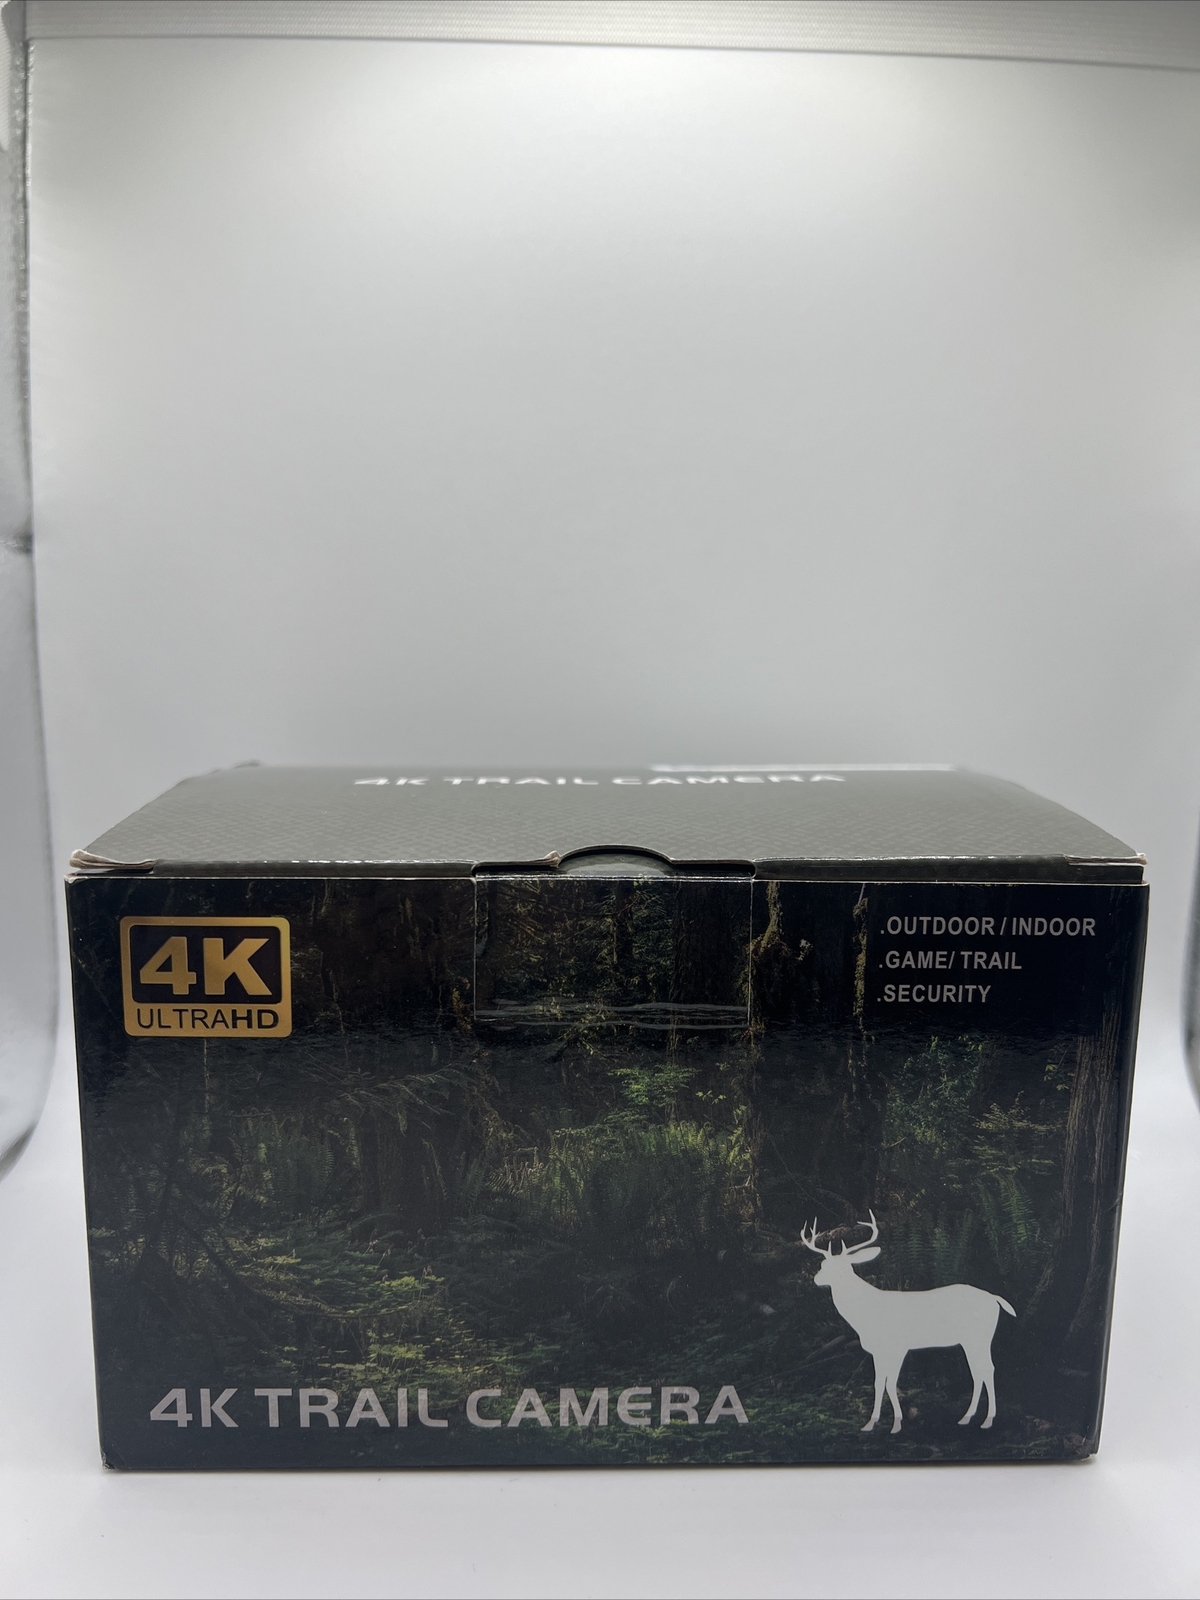 4K TRAIL CAMERA
4K
ULTRAHD
.OUTDOOR / INDOOR
.GAME/ TRAIL
.SECURITY
4K TRAIL CAMERA